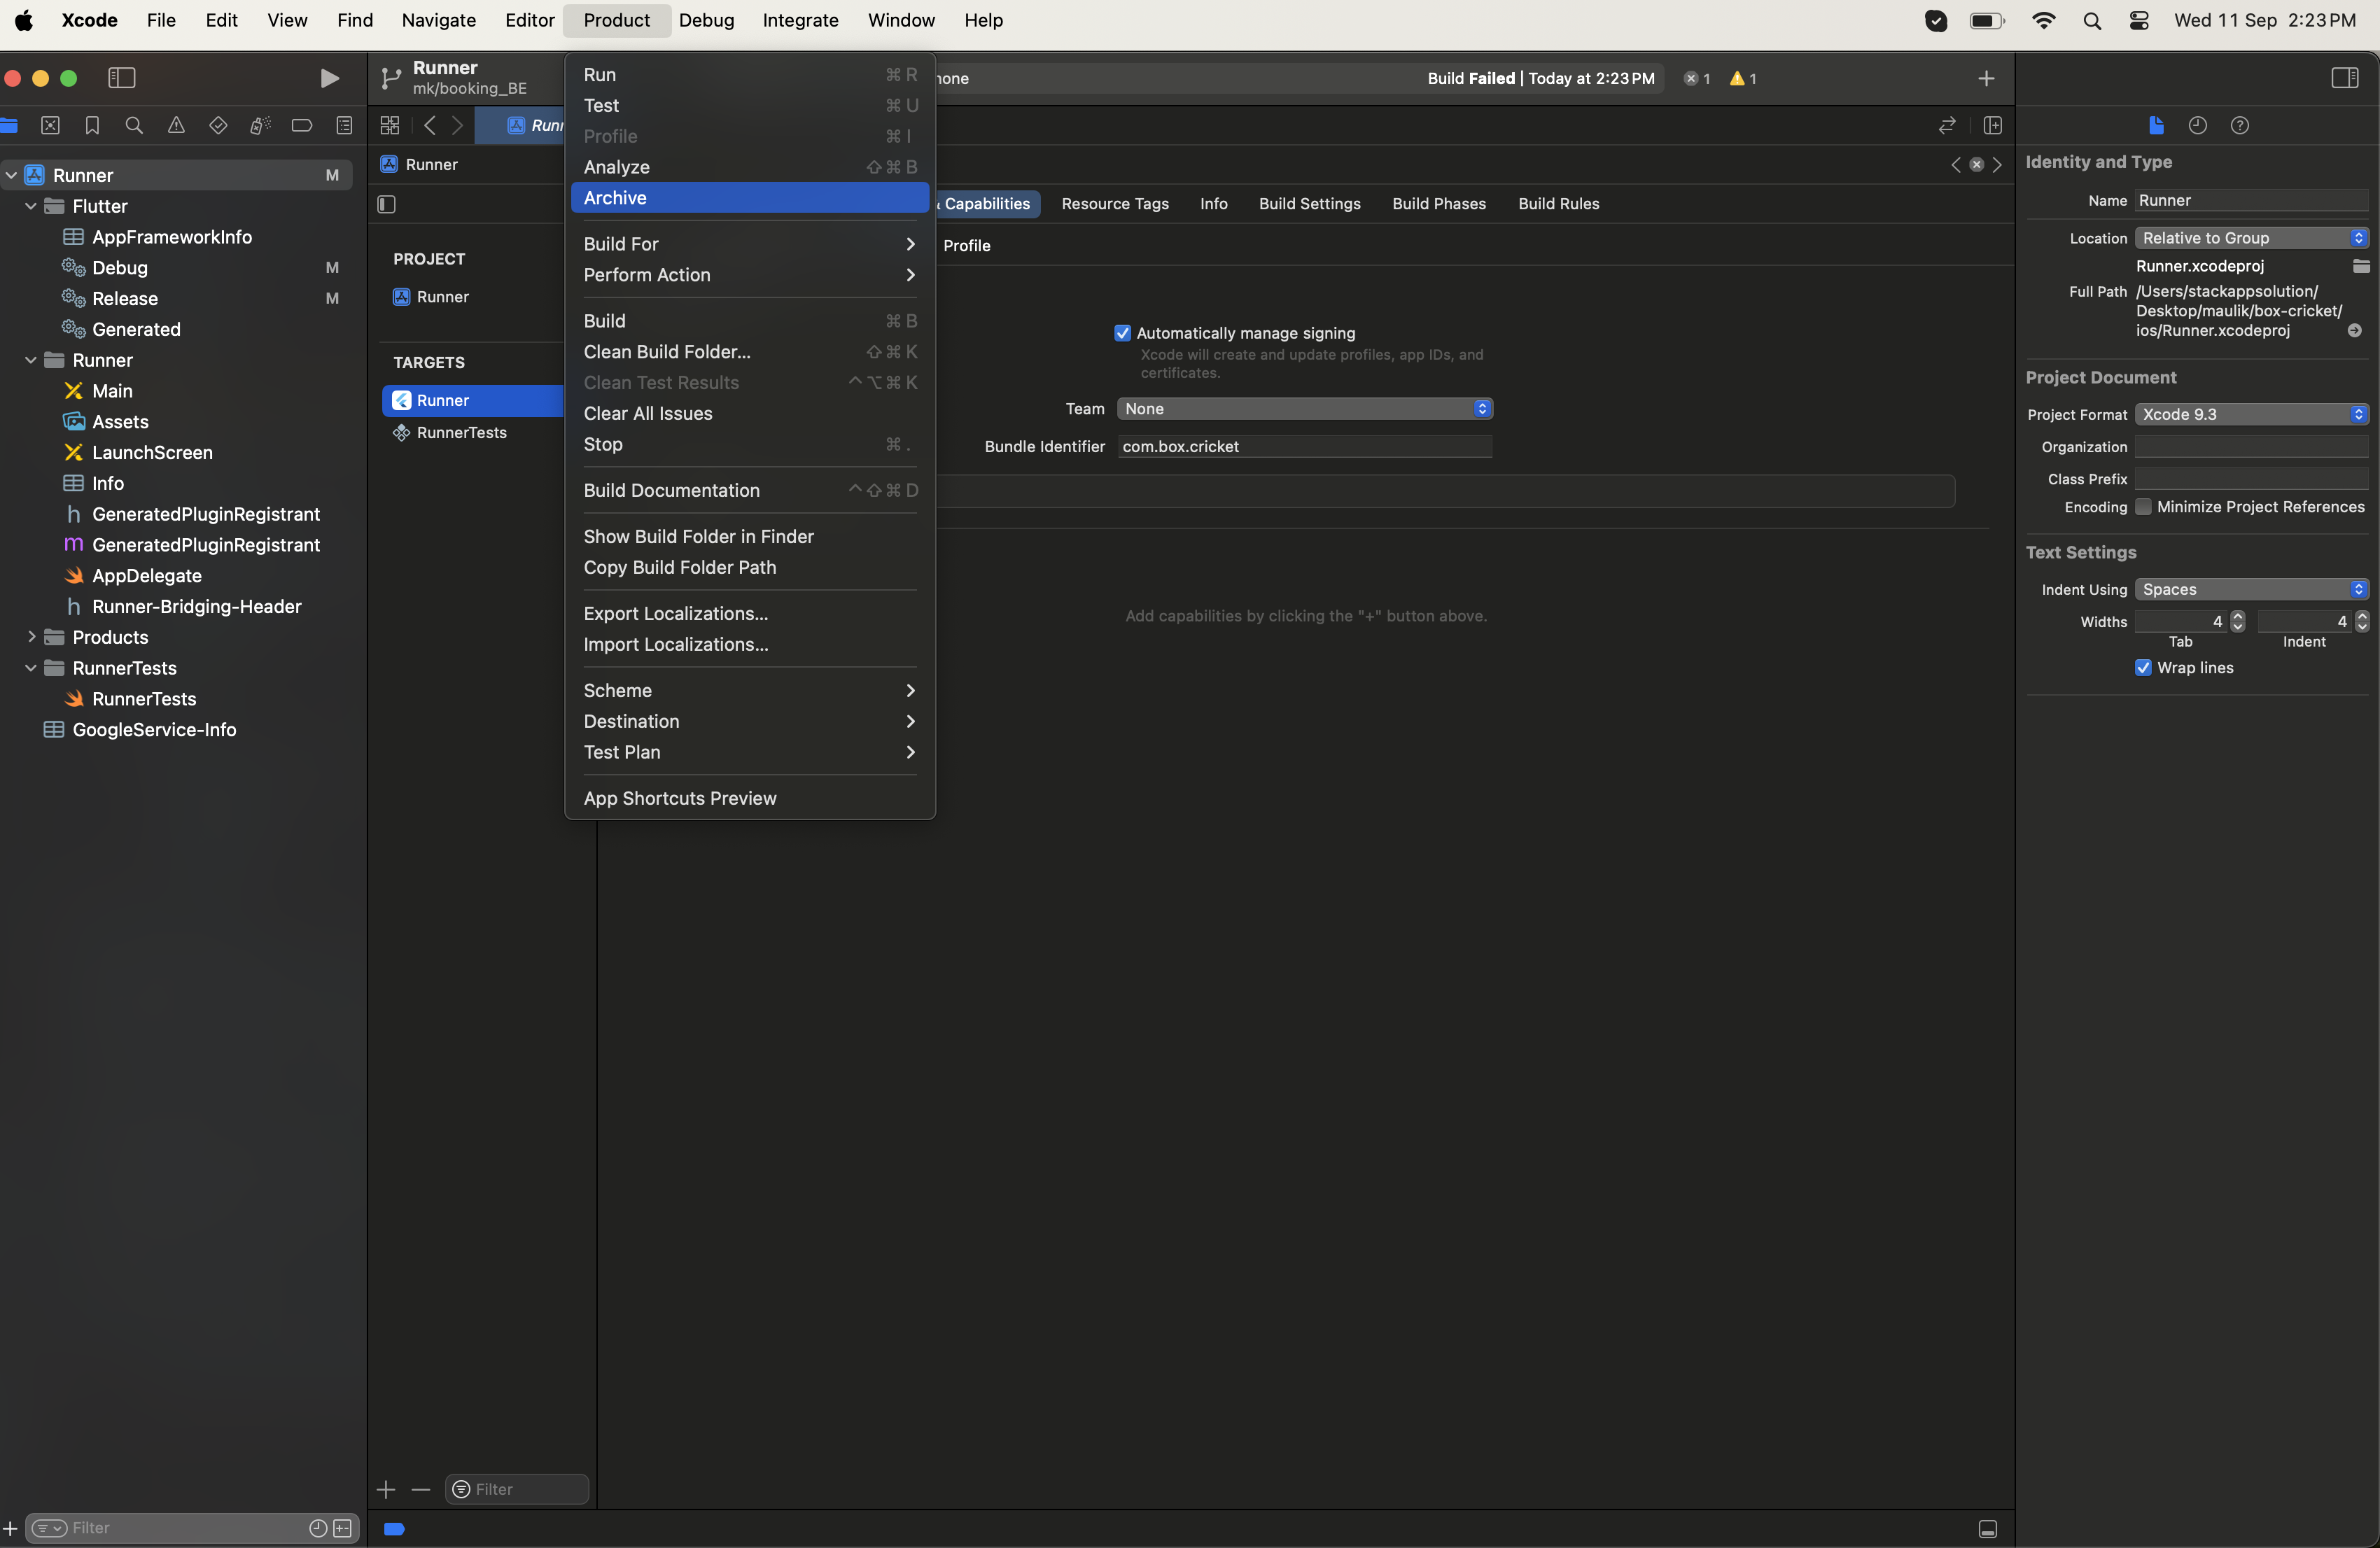 Xcode File Edit View Find Navigate Editor Product Debug Integrate Window Help Wed 11 Sep 2:23 PM
Runner
mk/booking_BE
Build Failed | Today at 2:23 PM 1 1
Runner M
Flutter
AppFrameworkInfo
Debug M
Release M
Generated
Runner
Main
Assets
LaunchScreen
Info
GeneratedPluginRegistrant
GeneratedPluginRegistrant
AppDelegate
Runner-Bridging-Header
Products
RunnerTests
RunnerTests
GoogleService-Info
Filter
Runner
PROJECT
Runner
TARGETS
Runner
RunnerTests
Filter
Run ⌘ R
Test ⌘ U
Profile ⌘ I
Analyze ⇧ ⌘ B
Archive
Build For
Perform Action
Build ⌘ B
Clean Build Folder... ⇧ ⌘ K
Clean Test Results ^ ⌥ ⌘ K
Clear All Issues
Stop ⌘ .
Build Documentation ^ ⇧ ⌘ D
Show Build Folder in Finder
Copy Build Folder Path
Export Localizations...
Import Localizations...
Scheme
Destination
Test Plan
App Shortcuts Preview
Capabilities Resource Tags Info Build Settings Build Phases Build Rules
Profile
Automatically manage signing
Xcode will create and update profiles, app IDs, and
certificates.
Team None
Bundle Identifier com.box.cricket
Add capabilities by clicking the "+" button above.
Identity and Type
Name Runner
Location Relative to Group
Runner.xcodeproj
Full Path /Users/stackappsolution/
Desktop/maulik/box-cricket/
ios/Runner.xcodeproj
Project Document
Project Format Xcode 9.3
Organization
Class Prefix
Encoding Minimize Project References
Text Settings
Indent Using Spaces
Widths 4 4
Tab Indent
Wrap lines